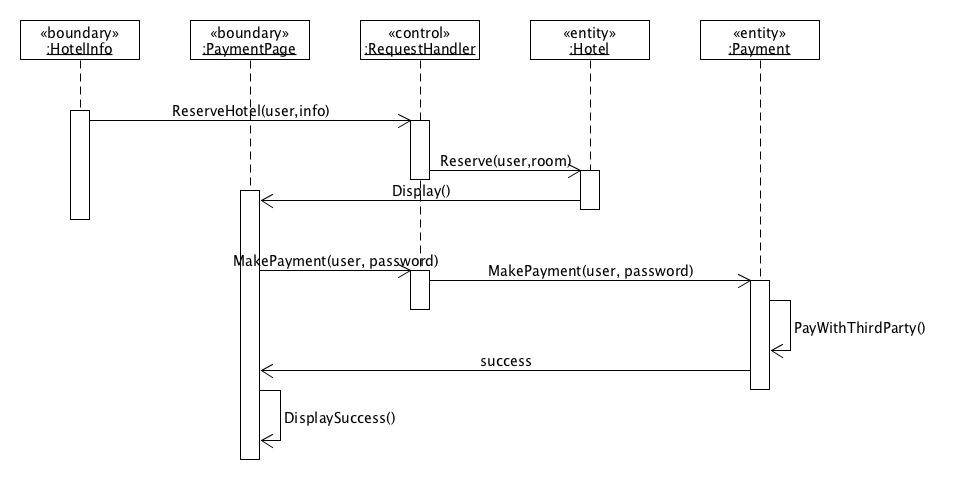 «boundary»
:HotelInfo
«boundary»
:PaymentPage
«control»
:RequestHandler
«entity»
:Hotel
«entity»
:Payment
ReserveHotel(user,info)
Reserve(user,room)
Display()
MakePayment(user, password)
MakePayment(user, password)
PayWithThirdParty()
success
DisplaySuccess()